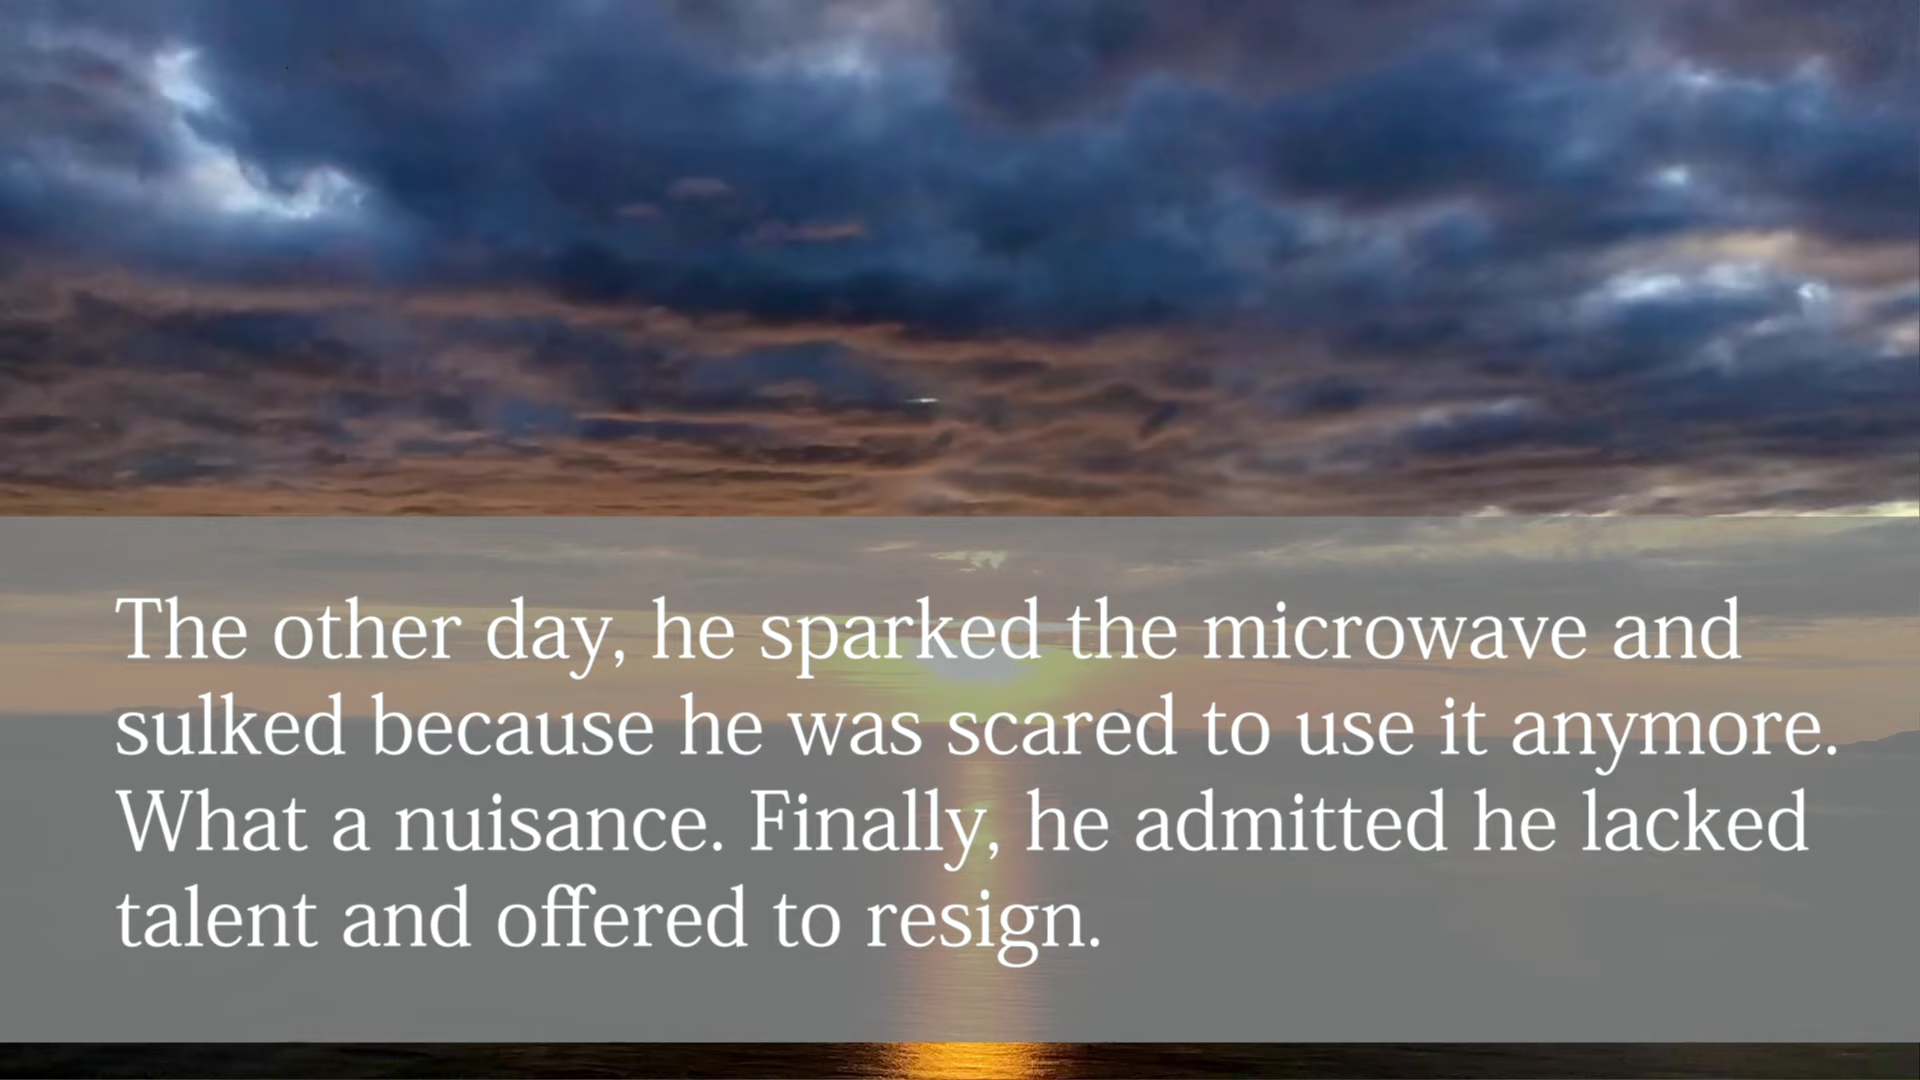 The other day, he sparked the microwave and
sulked because he was scared to use it anymore.
What a nuisance. Finally, he admitted he lacked
talent and offered to resign.